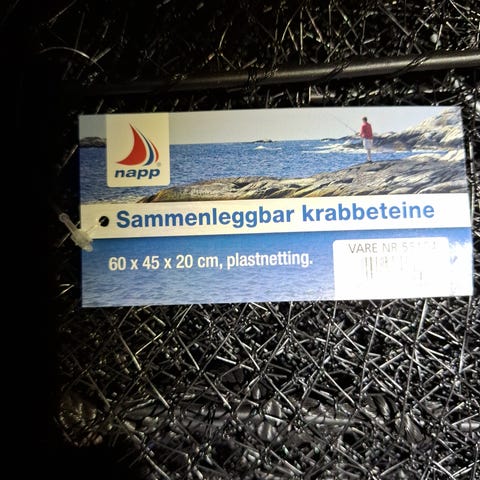 napp
Sammenleggbar krabbeteine
60 x 45 x 20 cm, plastnetting.
VARE NR